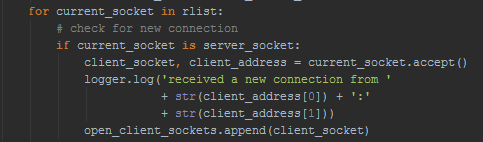 for current_socket in rlist:
# check for new connection
if current_socket is server_socket:
client_socket, client_address = current_socket.accept()
logger.log('received a new connection from '
+ str(client_address[0]) + ':'
+ str(client_address[1]))
open_client_sockets.append(client_socket)